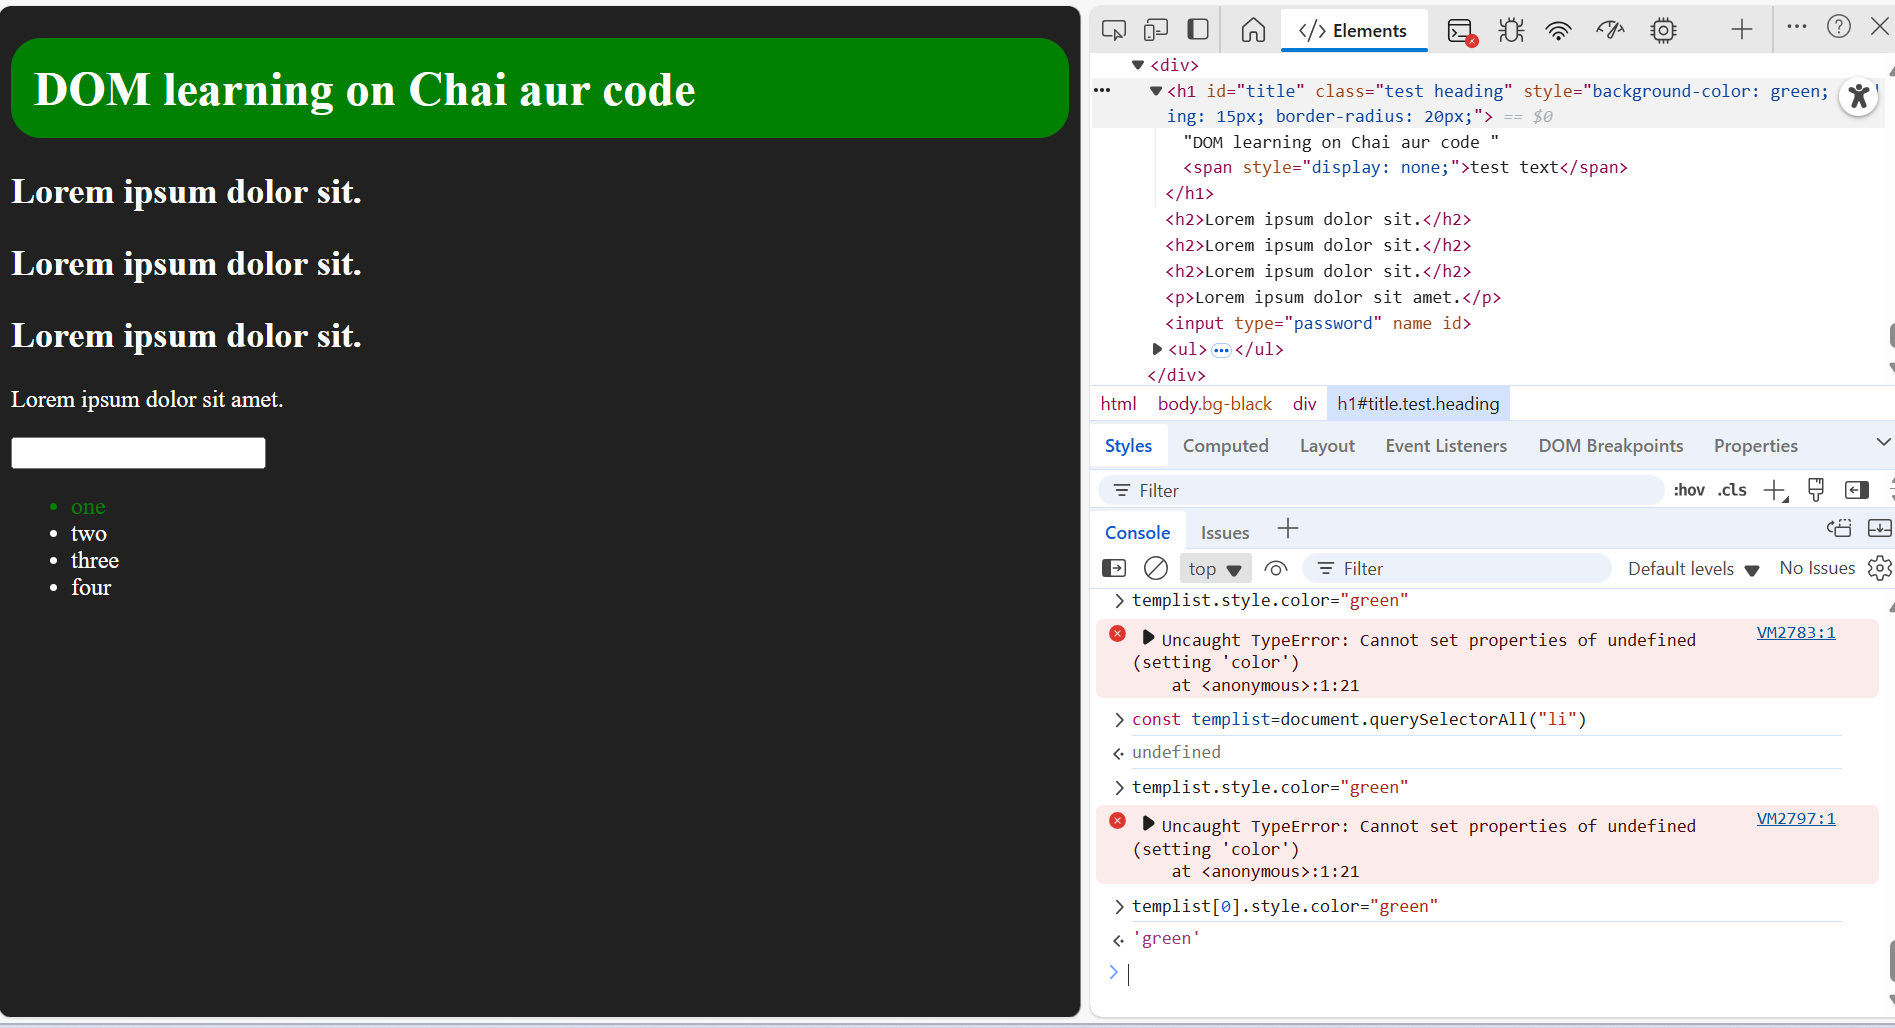 DOM learning on Chai aur code
Lorem ipsum dolor sit.
Lorem ipsum dolor sit.
Lorem ipsum dolor sit.
Lorem ipsum dolor sit amet.
one
two
three
four
Elements
<div>
<h1 id="title" class="test heading" style="background-color: green;
ing: 15px; border-radius: 20px;"> == $0
"DOM learning on Chai aur code "
<span style="display: none;">test text</span>
</h1>
<h2>Lorem ipsum dolor sit.</h2>
<h2>Lorem ipsum dolor sit.</h2>
<h2>Lorem ipsum dolor sit.</h2>
<p>Lorem ipsum dolor sit amet.</p>
<input type="password" name id>
<ul>…</ul>
</div>
html body.bg-black div h1#title.test.heading
Styles Computed Layout Event Listeners DOM Breakpoints Properties
Filter :hov .cls
Console Issues
top Filter Default levels No Issues
templist.style.color="green"
Uncaught TypeError: Cannot set properties of undefined VM2783:1
(setting 'color')
at <anonymous>:1:21
const templist=document.querySelectorAll("li")
undefined
templist.style.color="green"
Uncaught TypeError: Cannot set properties of undefined VM2797:1
(setting 'color')
at <anonymous>:1:21
templist[0].style.color="green"
'green'